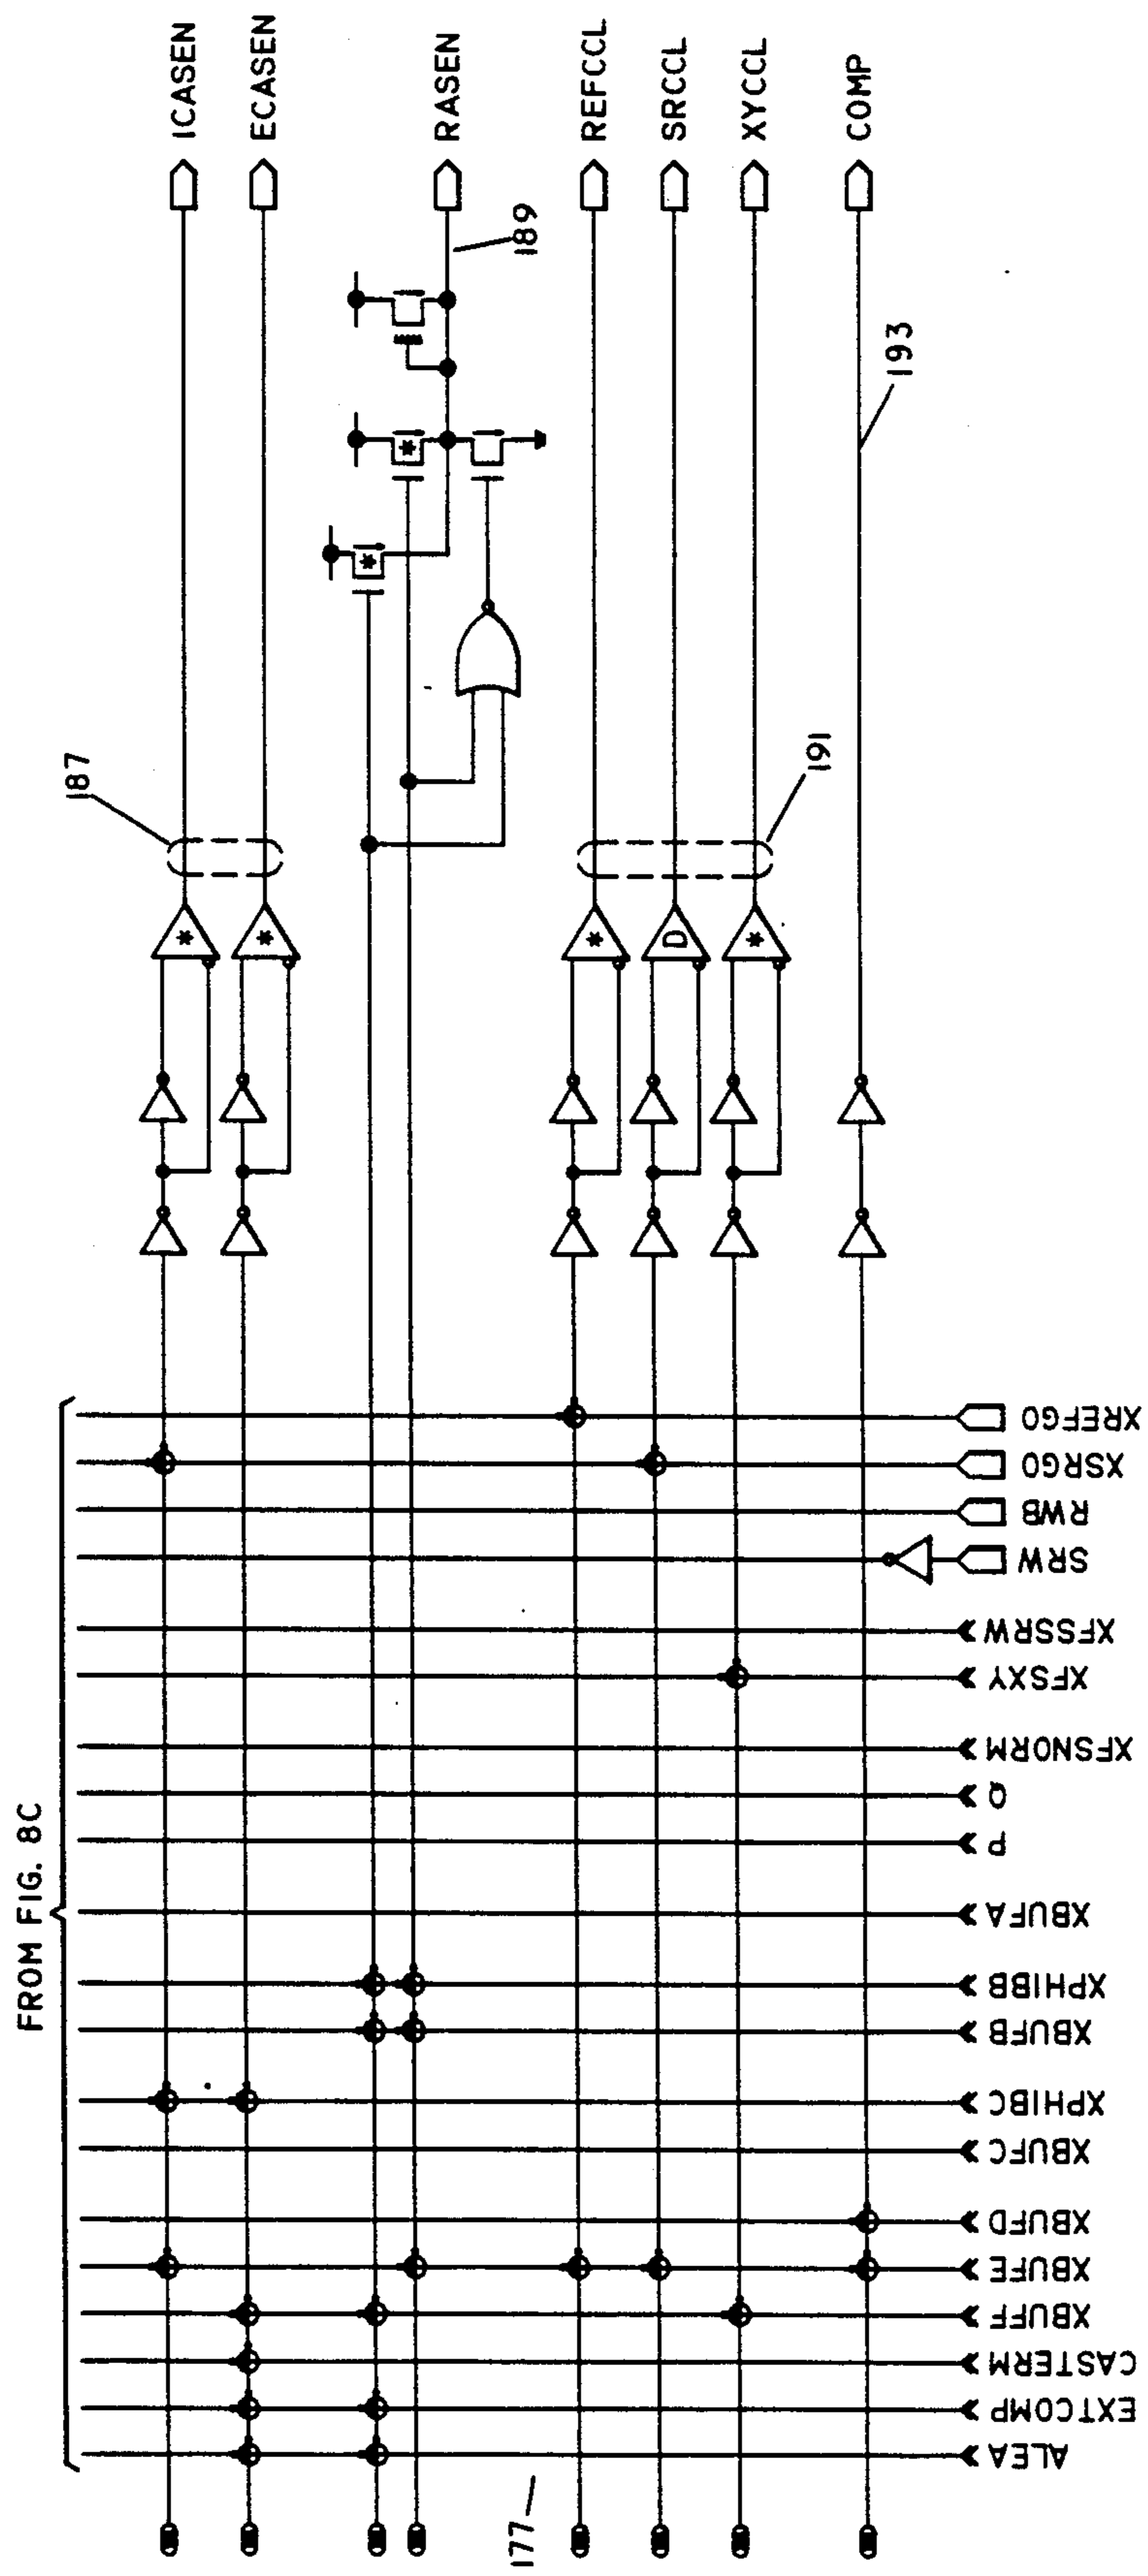 FROM FIG. 8C
ICASEN
ECASEN
RASEN
REFCCL
SRCCL
XYCCL
COMP
187
189
191
193
*
*
*
*
*
D
*
177
XREFGO
XSRGO
RWB
SRW
XFSSRW
XFSXY
XFSNORM
Q
P
XBUFA
XPHIBB
XBUFB
XPHIBC
XBUFC
XBUFD
XBUFE
XBUFF
CASTERM
EXTCOMP
ALEA